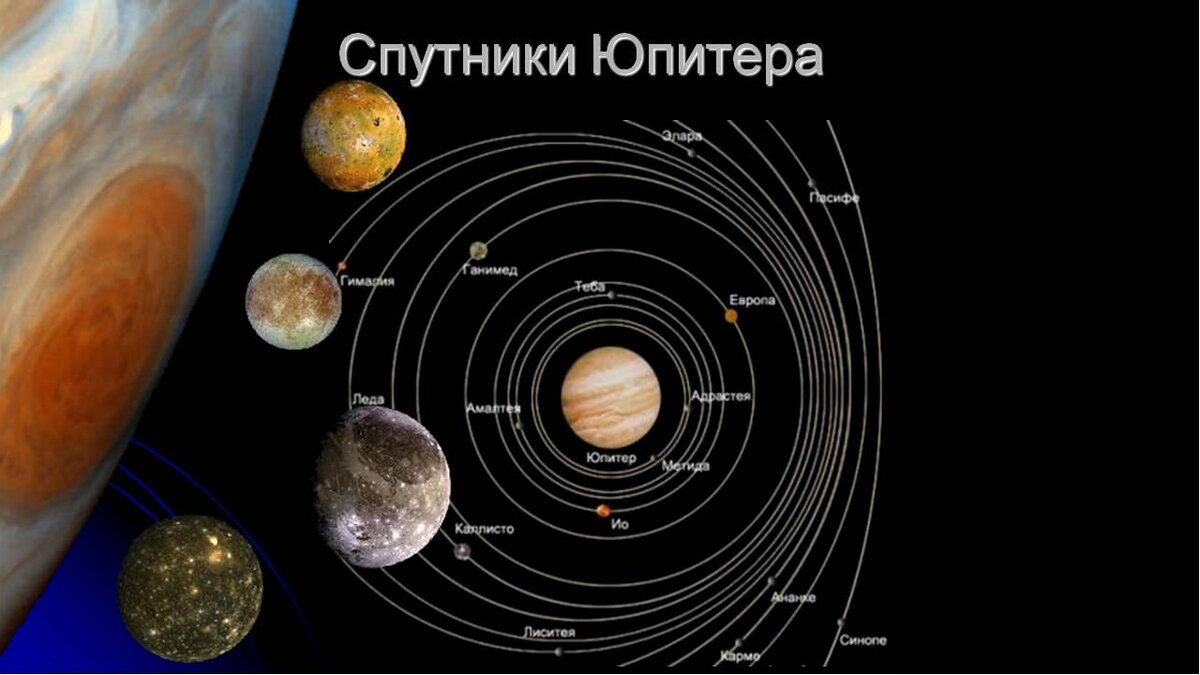 Спутники Юпитера
Элара
Пасифе
Гималия
Ганимед
Теба
Европа
Леда
Амалтея
Адрастея
Юпитер
Метида
Ио
Каллисто
Ананке
Лиситея
Синопе
Карме